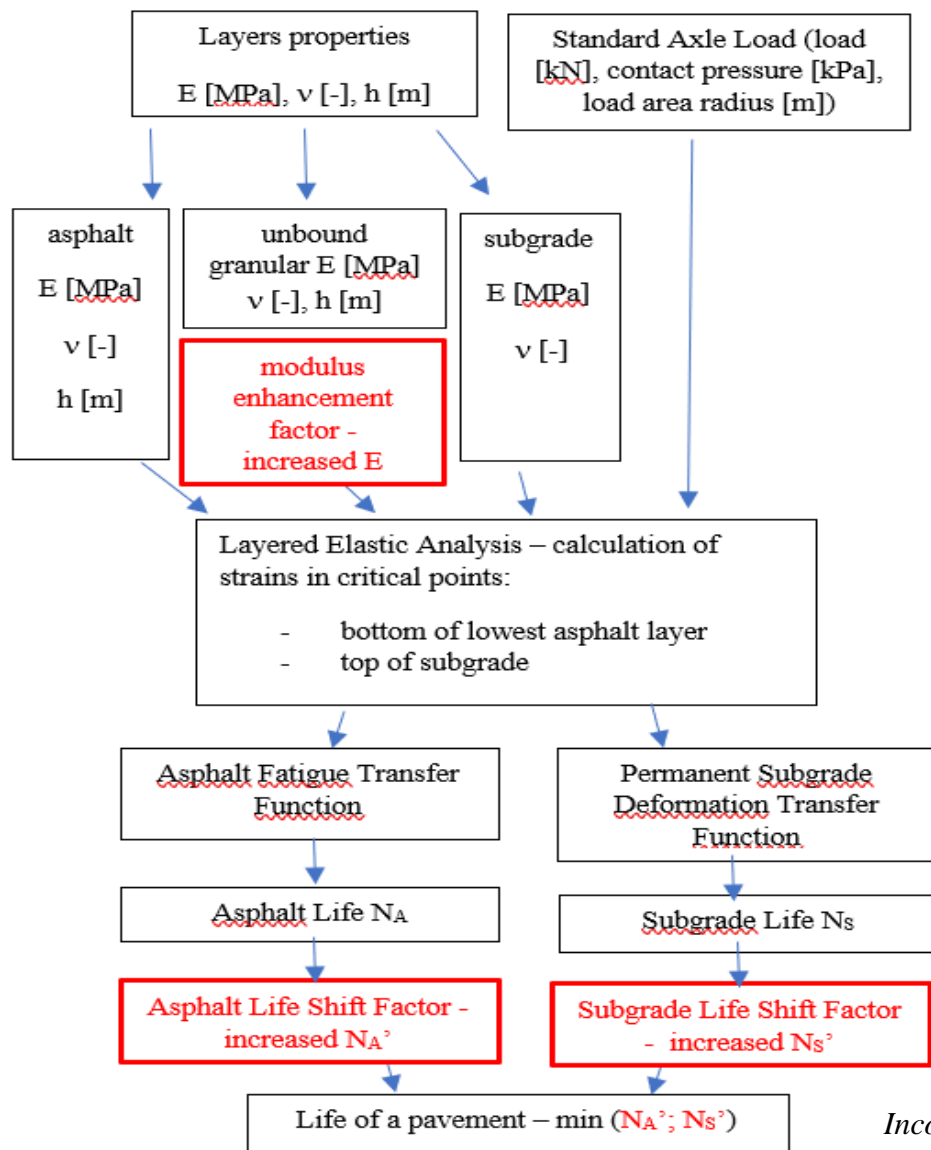 Layers properties
E [MPa], ν [-], h [m]
Standard Axle Load (load
[kN], contact pressure [kPa],
load area radius [m])
asphalt
E [MPa]
ν [-]
h [m]
unbound
granular E [MPa]
ν [-], h [m]
modulus
enhancement
factor -
increased E
subgrade
E [MPa]
ν [-]
Layered Elastic Analysis – calculation of
strains in critical points:
- bottom of lowest asphalt layer
- top of subgrade
Asphalt Fatigue Transfer
Function
Permanent Subgrade
Deformation Transfer
Function
Asphalt Life NA
Subgrade Life NS
Asphalt Life Shift Factor -
increased NA’
Subgrade Life Shift Factor
- increased NS’
Life of a pavement – min (NA’; NS’)
Inco